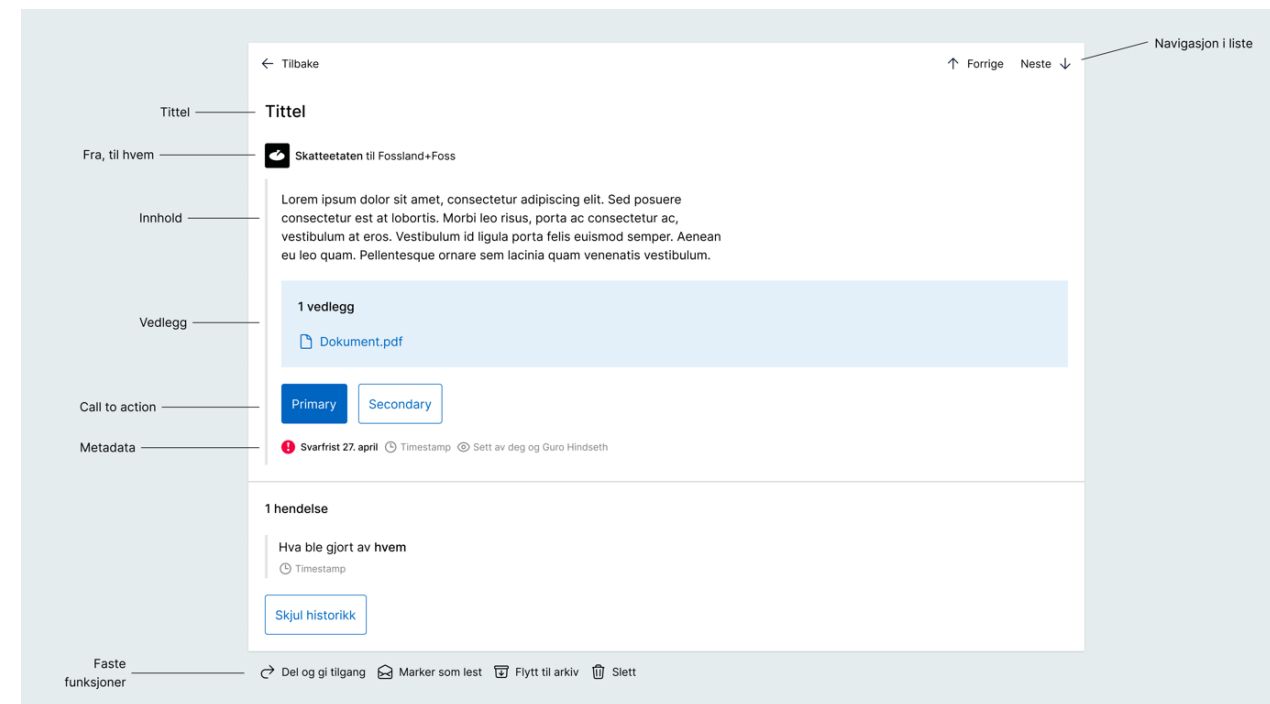 Navigasjon i liste
Tilbake
Forrige Neste
Tittel
Tittel
Fra, til hvem
Skatteetaten til Fossland+Foss
Innhold
Lorem ipsum dolor sit amet, consectetur adipiscing elit. Sed posuere
consectetur est at lobortis. Morbi leo risus, porta ac consectetur ac,
vestibulum at eros. Vestibulum id ligula porta felis euismod semper. Aenean
eu leo quam. Pellentesque ornare sem lacinia quam venenatis vestibulum.
Vedlegg
1 vedlegg
Dokument.pdf
Call to action
Primary Secondary
Metadata
Svarfrist 27. april Timestamp Sett av deg og Guro Hindseth
1 hendelse
Hva ble gjort av hvem
Timestamp
Skjul historikk
Faste
funksjoner
Del og gi tilgang Marker som lest Flytt til arkiv Slett